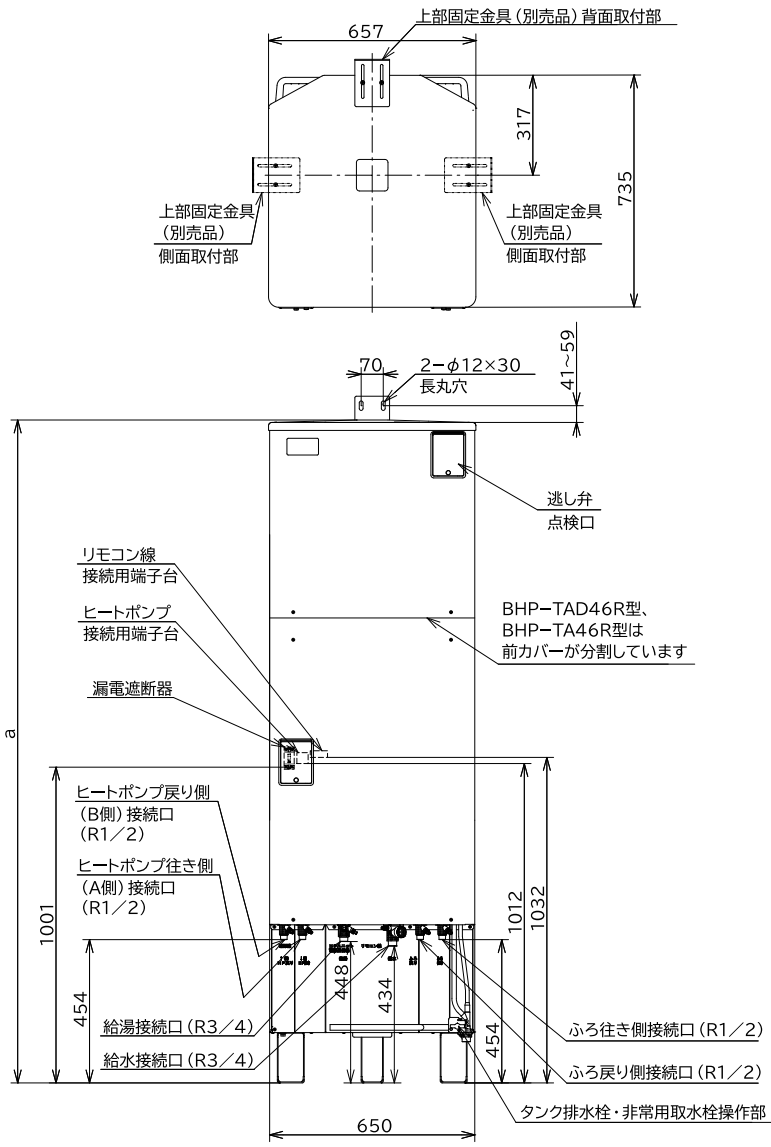 上部固定金具(別売品)背面取付部
657
317
735
上部固定金具
(別売品)
側面取付部
上部固定金具
(別売品)
側面取付部
70
2-φ12×30
長丸穴
41~59
逃し弁
点検口
リモコン線
接続用端子台
ヒートポンプ
接続用端子台
BHP-TAD46R型、
BHP-TA46R型は
前カバーが分割しています
漏電遮断器
a
ヒートポンプ戻り側
(B側)接続口
(R1/2)
ヒートポンプ往き側
(A側)接続口
(R1/2)
1001
1012
1032
454
448
434
454
給湯接続口(R3/4)
給水接続口(R3/4)
ふろ往き側接続口(R1/2)
ふろ戻り側接続口(R1/2)
タンク排水栓・非常用取水栓操作部
650